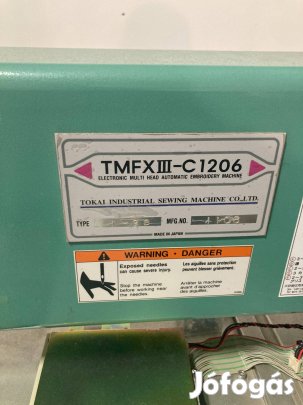 TMFXⅢ-C1206
ELECTRONIC MULTI HEAD AUTOMATIC EMBROIDERY MACHINE
TOKAI INDUSTRIAL SEWING MACHINE CO.,LTD.
TYPE MFG.NO.
MADE IN JAPAN
WARNING・DANGER
Exposed needles
can cause severe injury.
Stop the
machine
before working near
the needles.
Les aiguilles sans protection
peuvent blesser grièvement.
Arrêter la machine
avant d'approcher
des aiguilles.
Jófogás